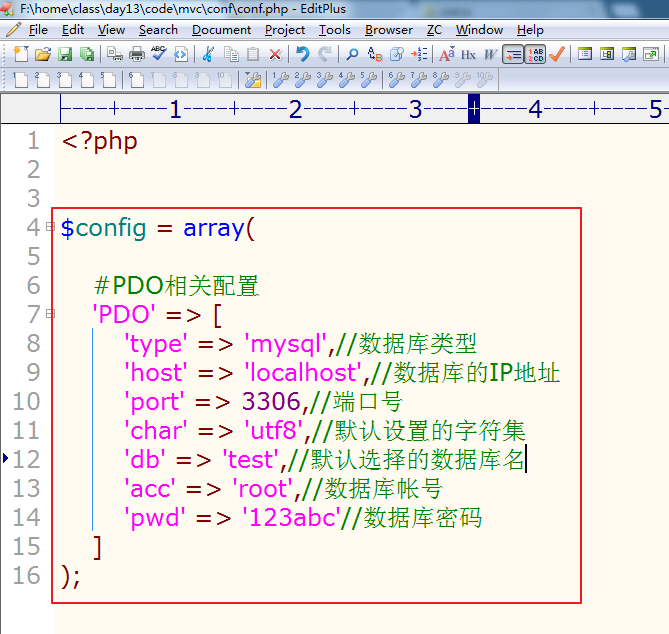 F:\home\class\day13\code\mvc\conf\conf.php - EditPlus
File Edit View Search Document Project Tools Browser ZC Window Help
1 2 3 4 5
1 <?php
2
3
4 $config = array(
5
6 #PDO相关配置
7 'PDO' => [
8 'type' => 'mysql',//数据库类型
9 'host' => 'localhost',//数据库的IP地址
10 'port' => 3306,//端口号
11 'char' => 'utf8',//默认设置的字符集
12 'db' => 'test',//默认选择的数据库名
13 'acc' => 'root',//数据库帐号
14 'pwd' => '123abc'//数据库密码
15 ]
16 );